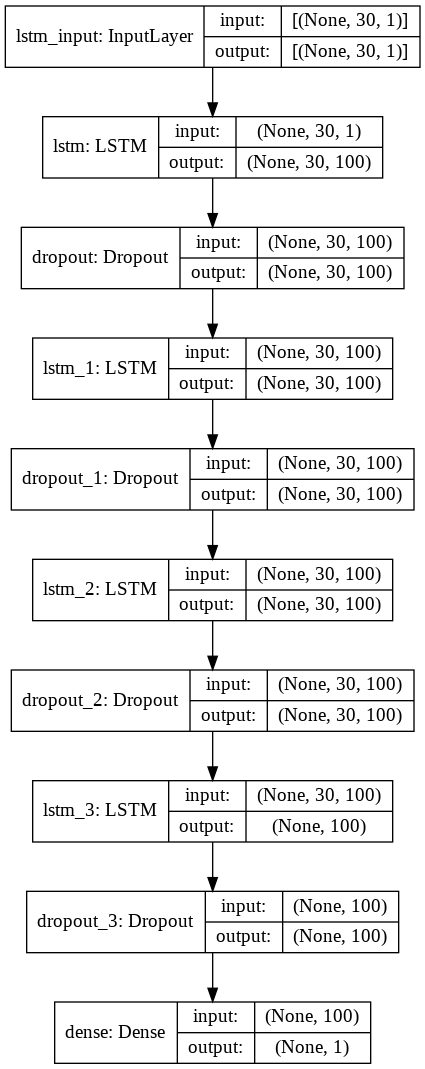 lstm_input: InputLayer input: [(None, 30, 1)]
output: [(None, 30, 1)]
lstm: LSTM input: (None, 30, 1)
output: (None, 30, 100)
dropout: Dropout input: (None, 30, 100)
output: (None, 30, 100)
lstm_1: LSTM input: (None, 30, 100)
output: (None, 30, 100)
dropout_1: Dropout input: (None, 30, 100)
output: (None, 30, 100)
lstm_2: LSTM input: (None, 30, 100)
output: (None, 30, 100)
dropout_2: Dropout input: (None, 30, 100)
output: (None, 30, 100)
lstm_3: LSTM input: (None, 30, 100)
output: (None, 100)
dropout_3: Dropout input: (None, 100)
output: (None, 100)
dense: Dense input: (None, 100)
output: (None, 1)